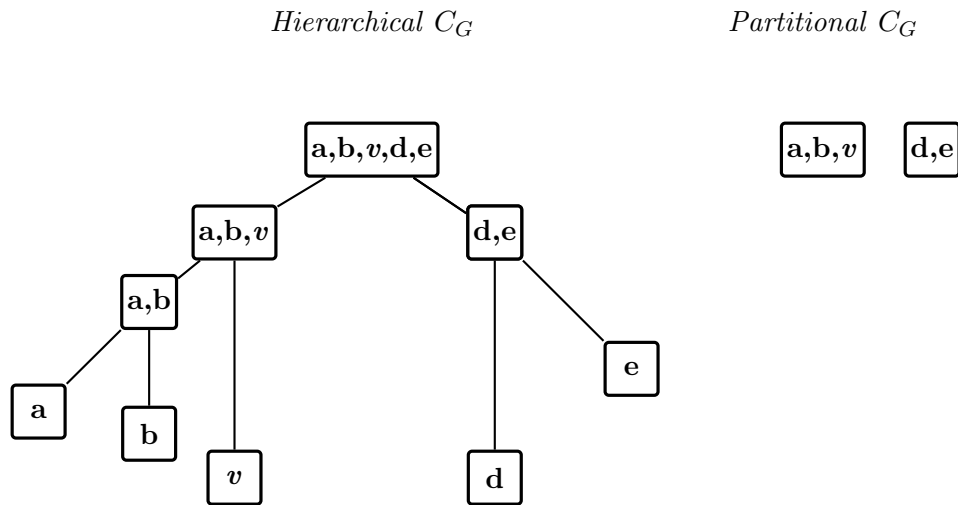 Hierarchical C_G Partitional C_G
a,b,v,d,e a,b,v d,e
a,b,v d,e
a,b
e
a
b
v d